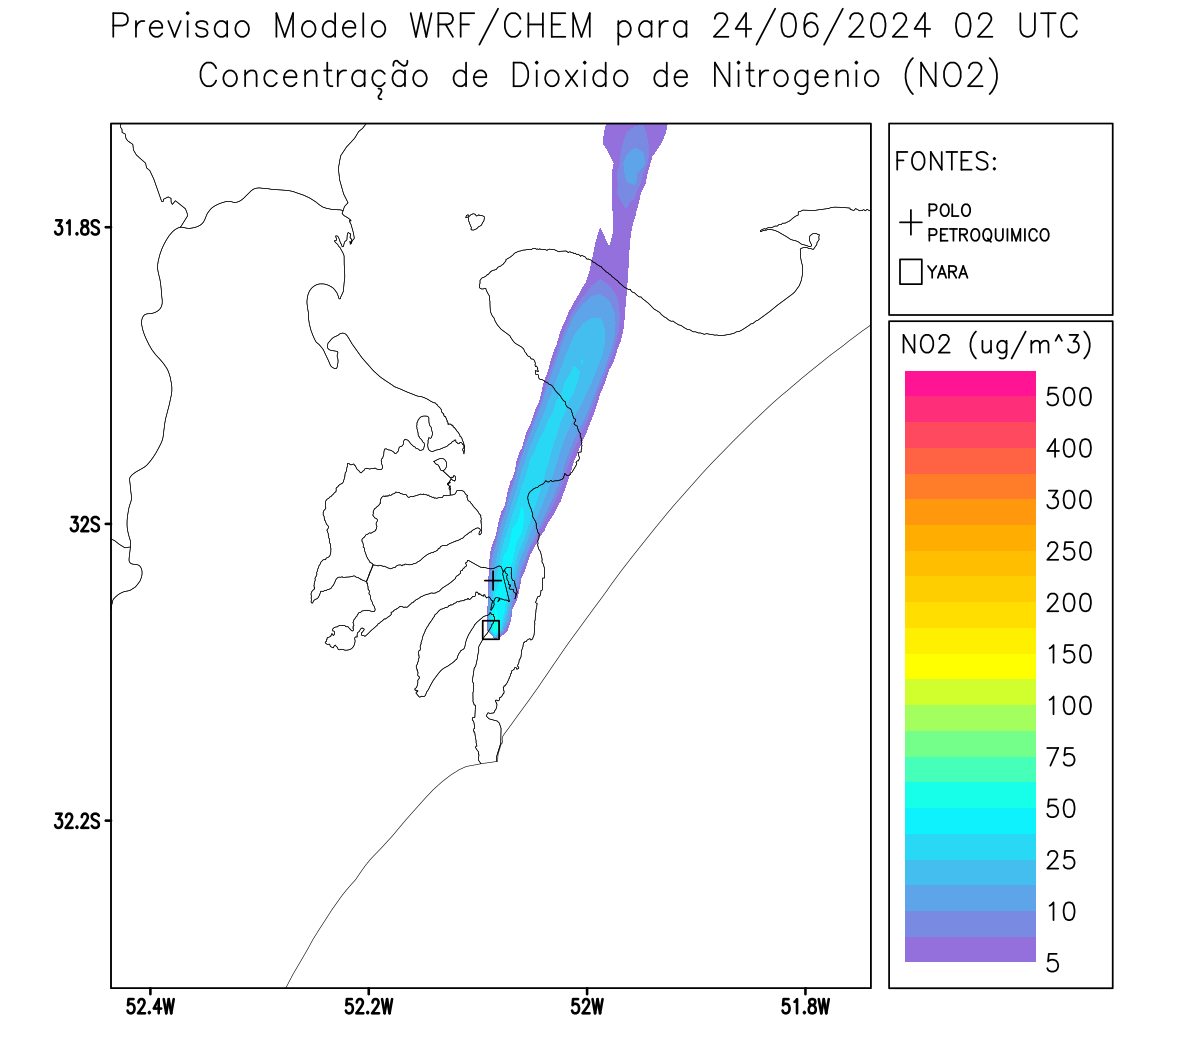 Previsao Modelo WRF/CHEM para 24/06/2024 02 UTC
Concentração de Dioxido de Nitrogenio (NO2)
FONTES:
POLO
PETROQUIMICO
YARA
31.8S
32S
32.2S
52.4W
52.2W
52W
51.8W
NO2 (ug/m^3)
500
400
300
250
200
150
100
75
50
25
10
5